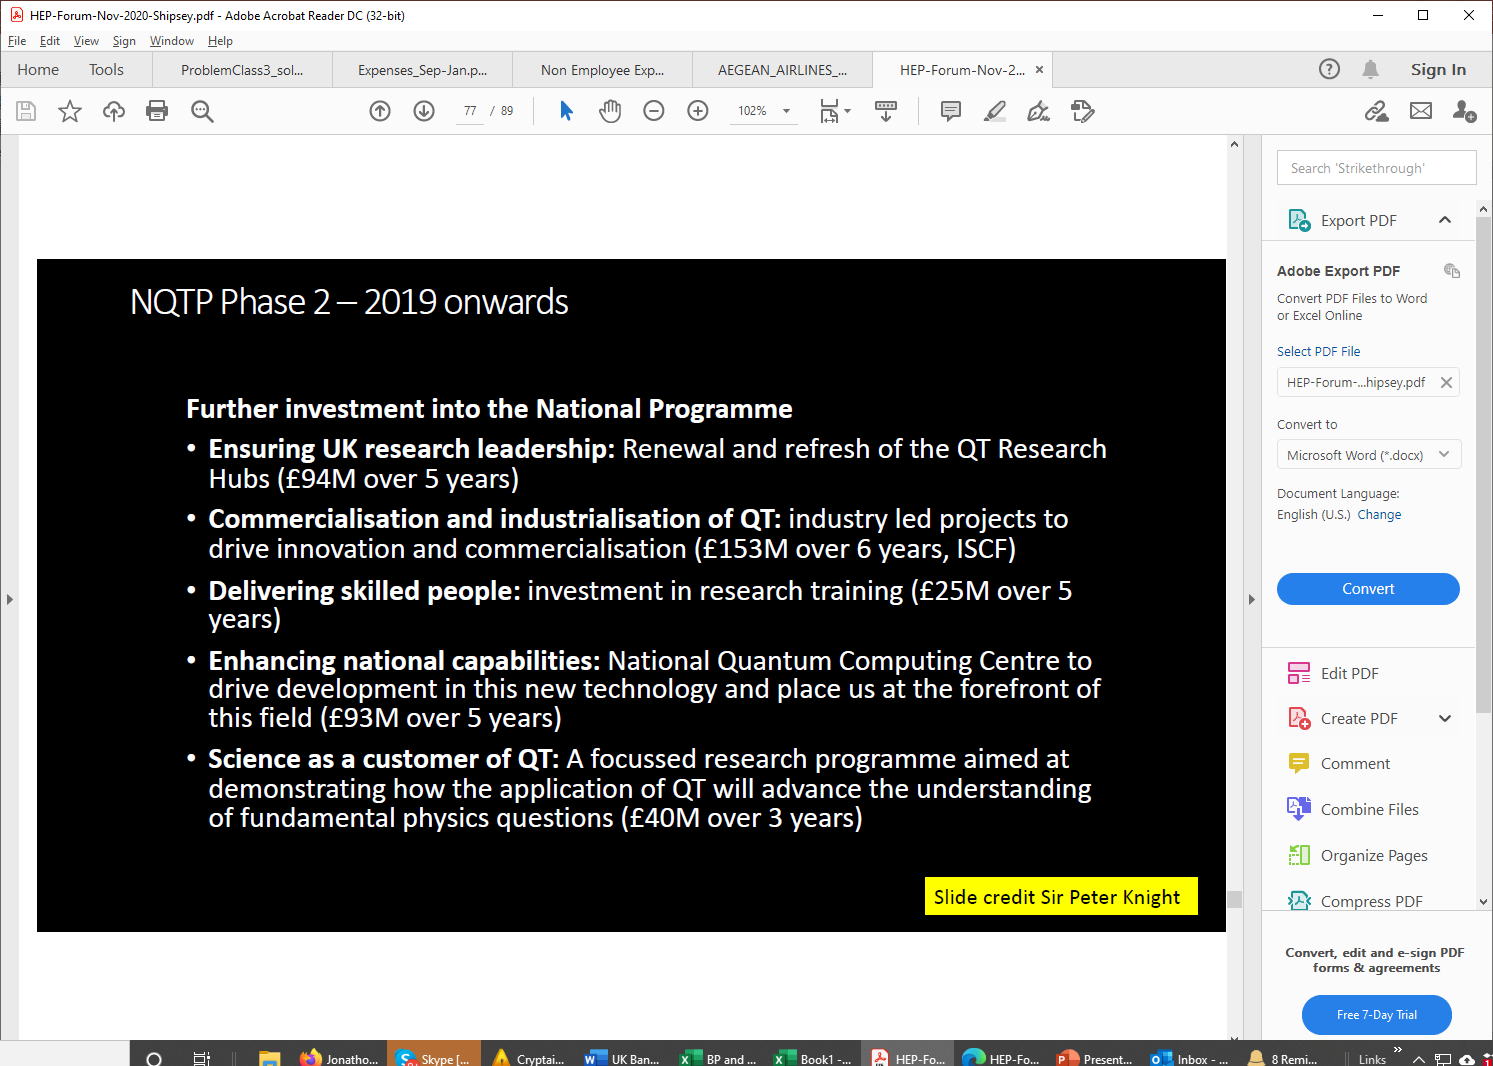 HEP-Forum-Nov-2020-Shipsey.pdf - Adobe Acrobat Reader DC (32-bit)
File Edit View Sign Window Help
Home Tools ProblemClass3_sol... Expenses_Sep-Jan.p... Non Employee Exp... AEGEAN_AIRLINES_... HEP-Forum-Nov-2... × Sign In
77 / 89 102%
NQTP Phase 2 – 2019 onwards
Further investment into the National Programme
• Ensuring UK research leadership: Renewal and refresh of the QT Research
Hubs (£94M over 5 years)
• Commercialisation and industrialisation of QT: industry led projects to
drive innovation and commercialisation (£153M over 6 years, ISCF)
• Delivering skilled people: investment in research training (£25M over 5
years)
• Enhancing national capabilities: National Quantum Computing Centre to
drive development in this new technology and place us at the forefront of
this field (£93M over 5 years)
• Science as a customer of QT: A focussed research programme aimed at
demonstrating how the application of QT will advance the understanding
of fundamental physics questions (£40M over 3 years)
Slide credit Sir Peter Knight
Search 'Strikethrough'
Export PDF
Adobe Export PDF
Convert PDF Files to Word
or Excel Online
Select PDF File
HEP-Forum-...hipsey.pdf
Convert to
Microsoft Word (*.docx)
Document Language:
English (U.S.) Change
Convert
Edit PDF
Create PDF
Comment
Combine Files
Organize Pages
Compress PDF
Convert, edit and e-sign PDF
forms & agreements
Free 7-Day Trial
Jonatho... Skype [... Cryptai... UK Ban... BP and ... Book1 -... HEP-Fo... HEP-Fo... Present... Inbox - ... 8 Remi... Links »